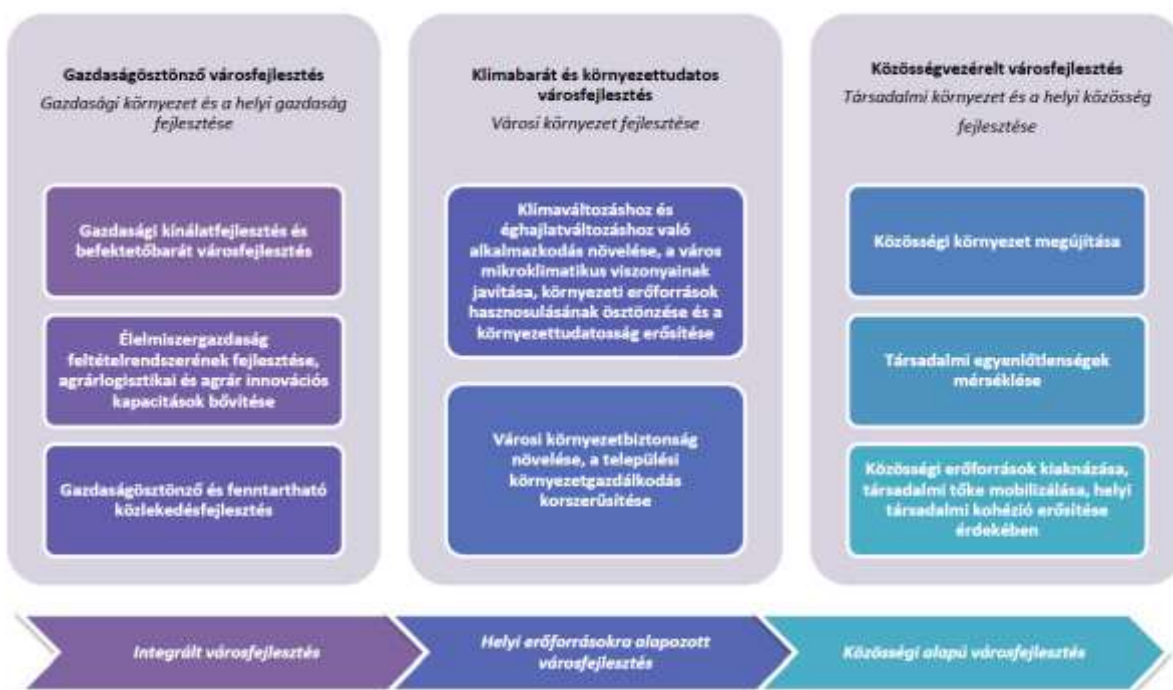 Gazdaságösztönző városfejlesztés
Gazdasági környezet és a helyi gazdaság
fejlesztése
Gazdasági kínálatfejlesztés és
befektetőbarát városfejlesztés
Élelmiszergazdaság
feltételrendszerének fejlesztése,
agrárlogisztikai és agrár innovációs
kapacitások bővítése
Gazdaságösztönző és fenntartható
közlekedésfejlesztés
Klímabarát és környezettudatos
városfejlesztés
Városi környezet fejlesztése
Klímaváltozáshoz és
éghajlatváltozáshoz való
alkalmazkodás növelése, a város
mikroklimatikus viszonyainak
javítása, környezeti erőforrások
hasznosulásának ösztönzése és a
környezettudatosság erősítése
Városi környezetbiztonság
növelése, a települési
környezetgazdálkodás
korszerűsítése
Közösségvezérelt városfejlesztés
Társadalmi környezet és a helyi közösség
fejlesztése
Közösségi környezet megújítása
Társadalmi egyenlőtlenségek
mérséklése
Közösségi erőforrások kiaknázása,
társadalmi tőke mobilizálása, helyi
társadalmi kohézió erősítése
érdekében
Integrált városfejlesztés
Helyi erőforrásokra alapozott
városfejlesztés
Közösségi alapú városfejlesztés